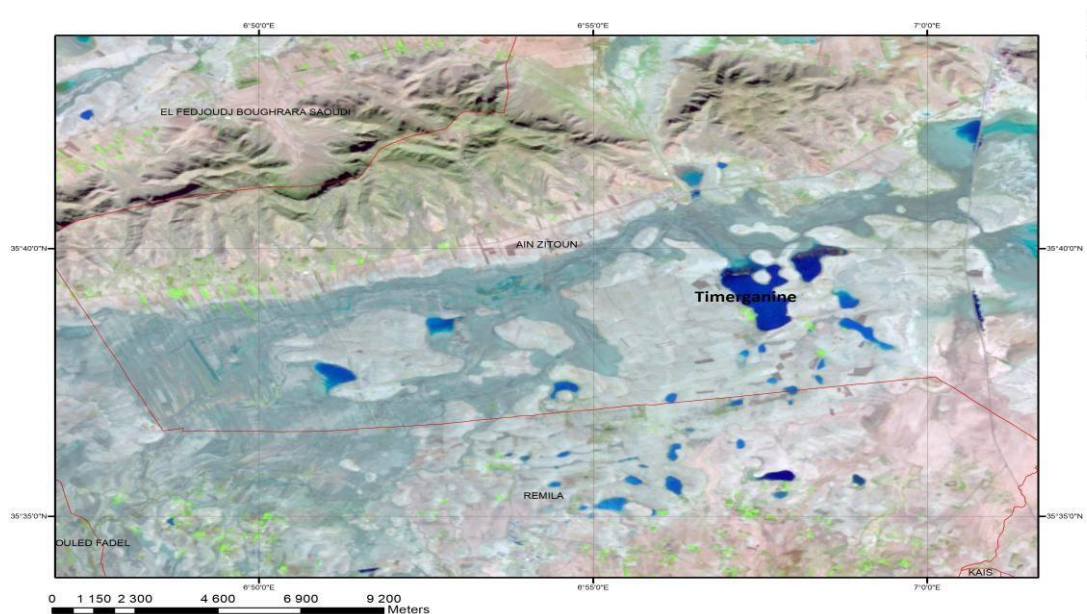 6°50'0"E 6°55'0"E 7°0'0"E
EL FEDJOUDJ BOUGHRARA SAOUDI
35°40'0"N AIN ZITOUN 35°40'0"N
Timerganine
REMILA
35°35'0"N 35°35'0"N
OULED FADEL
KAIS
6°50'0"E 6°55'0"E 7°0'0"E
0 1 150 2 300 4 600 6 900 9 200
Meters